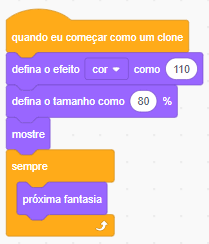 quando eu começar como um clone
defina o efeito cor como 110
defina o tamanho como 80 %
mostre
sempre
próxima fantasia